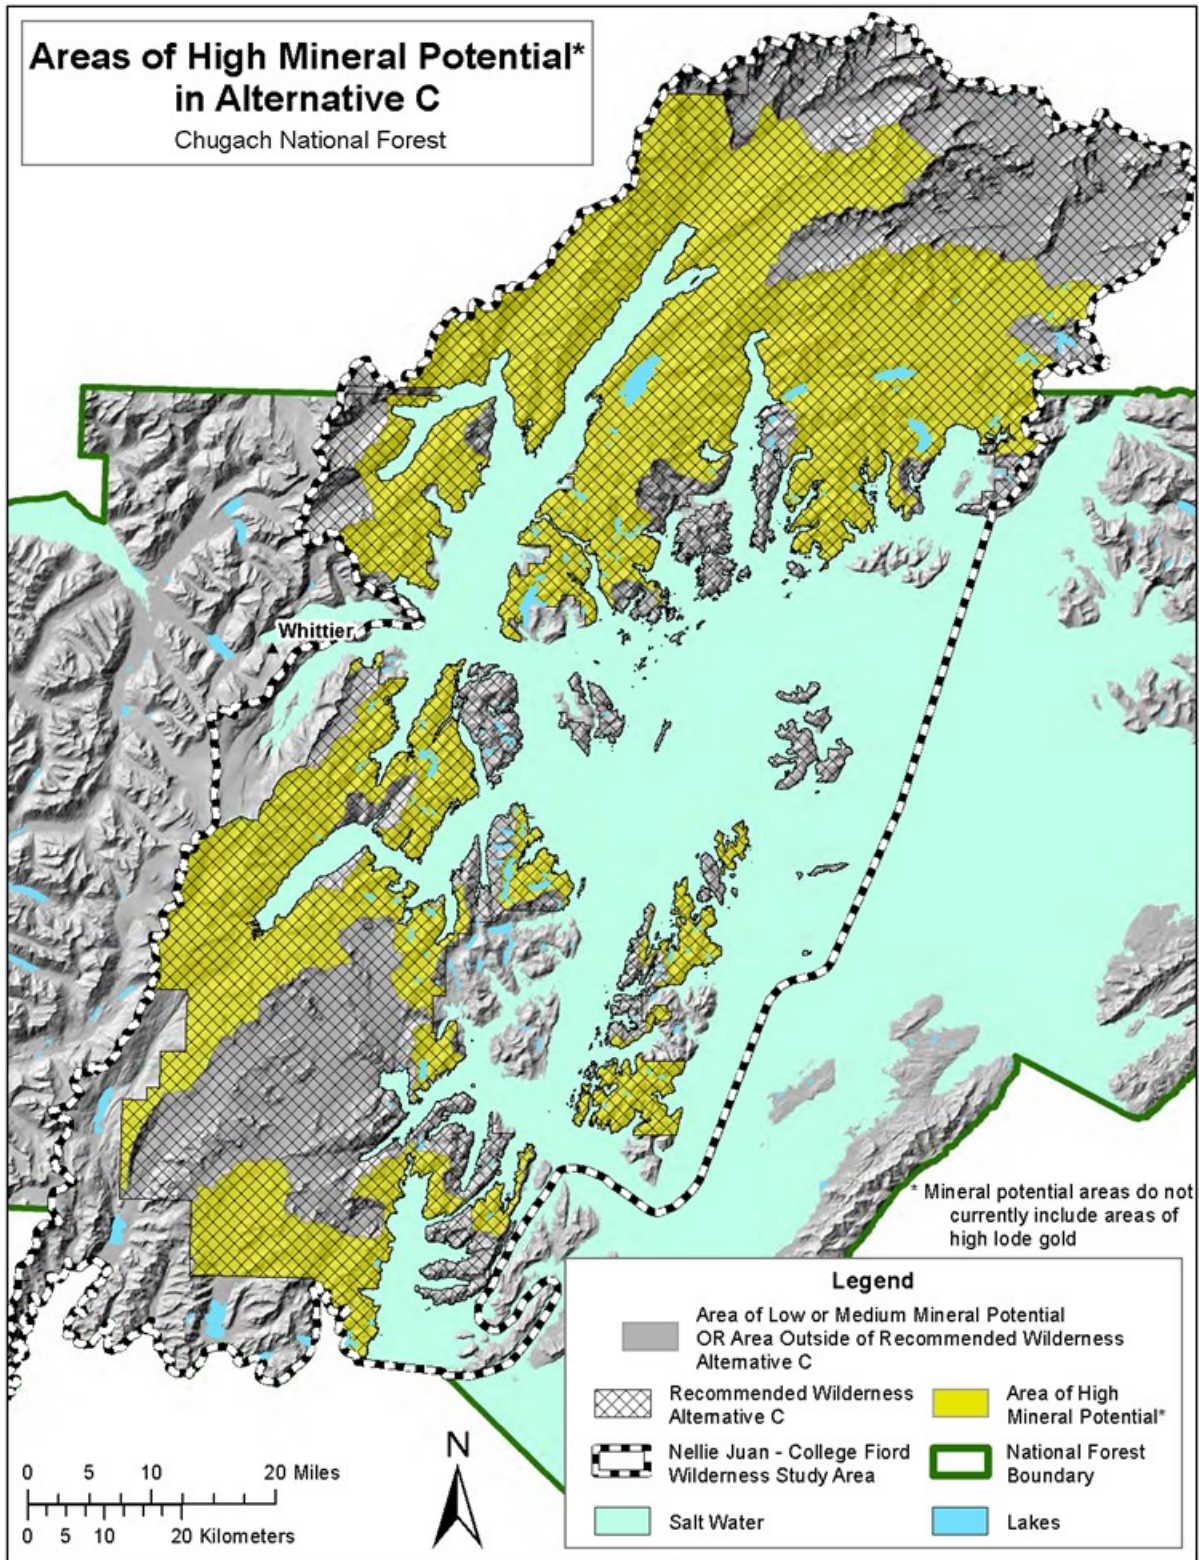 Areas of High Mineral Potential*
in Alternative C
Chugach National Forest
Whittier
* Mineral potential areas do not
currently include areas of
high lode gold
Legend
Area of Low or Medium Mineral Potential
OR Area Outside of Recommended Wilderness
Alternative C
Recommended Wilderness
Alternative C
Area of High
Mineral Potential*
Nellie Juan - College Fiord
Wilderness Study Area
National Forest
Boundary
Salt Water
Lakes
N
0 5 10 20 Miles
0 5 10 20 Kilometers